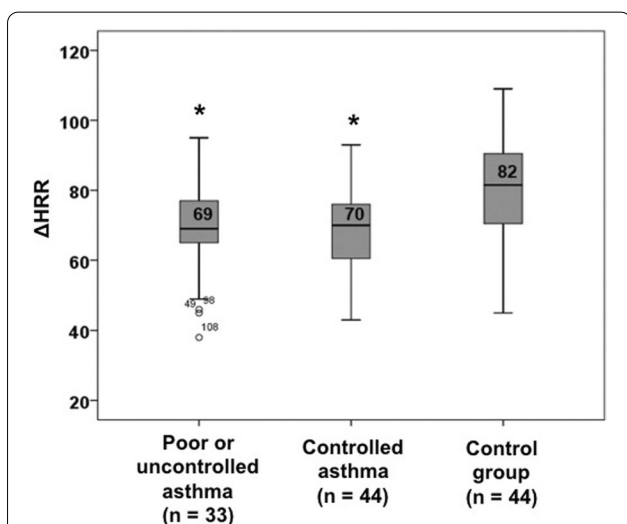 120
100
80
60
40
20
ΔHRR
*
*
69
70
82
49 98
108
Poor or
uncontrolled
asthma
(n = 33)
Controlled
asthma
(n = 44)
Control
group
(n = 44)